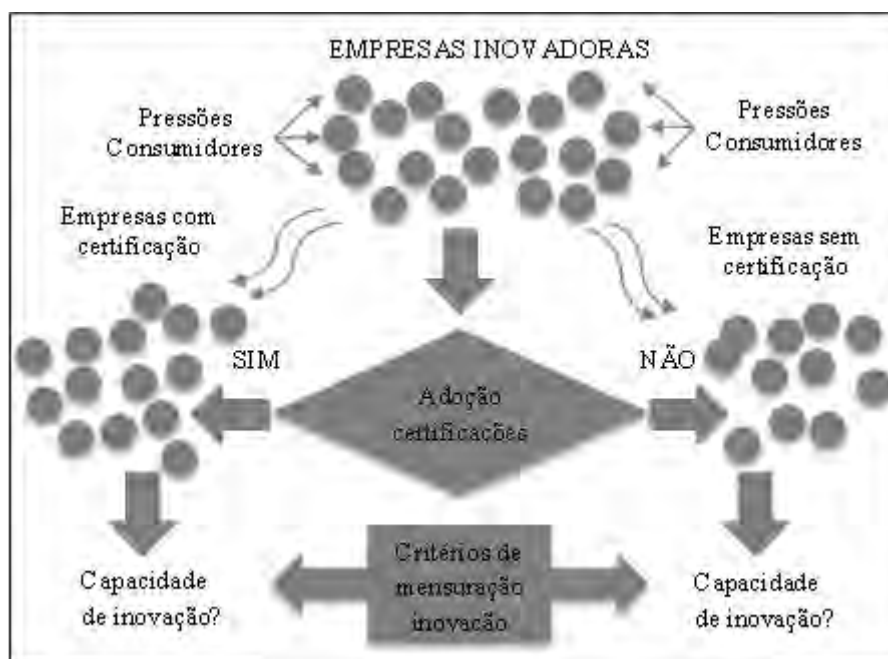 EMPRESAS INOVADORAS
Pressões
Consumidores
Pressões
Consumidores
Empresas com
certificação
Empresas sem
certificação
SIM
NÃO
Adoção
certificações
Critérios de
mensuração
inovação
Capacidade
de inovação?
Capacidade
de inovação?